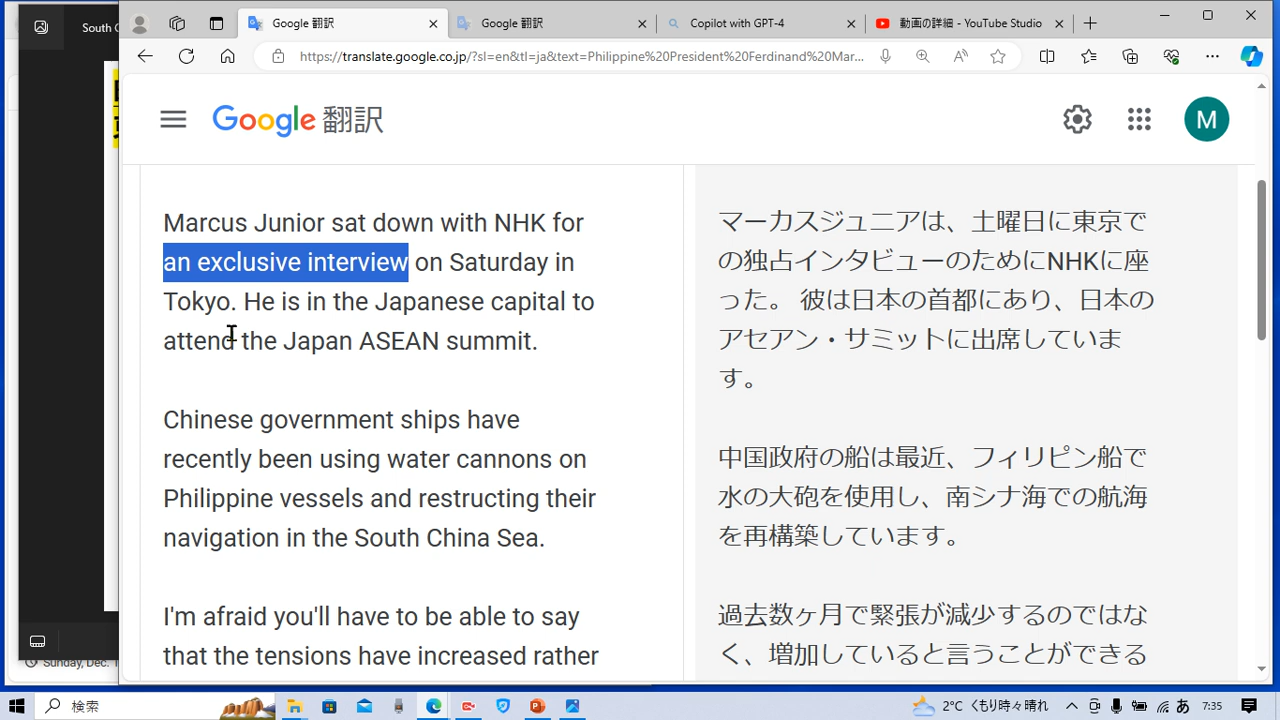 South C
Google 翻訳
Google 翻訳
Copilot with GPT-4
動画の詳細 - YouTube Studio
https://translate.google.co.jp/?sl=en&tl=ja&text=Philippine%20President%20Ferdinand%20Mar...
Google 翻訳
M
Marcus Junior sat down with NHK for
an exclusive interview on Saturday in
Tokyo. He is in the Japanese capital to
attend the Japan ASEAN summit.
Chinese government ships have
recently been using water cannons on
Philippine vessels and restructing their
navigation in the South China Sea.
I'm afraid you'll have to be able to say
that the tensions have increased rather
マーカスジュニアは、土曜日に東京で
の独占インタビューのためにNHKに座
った。 彼は日本の首都にあり、日本の
アセアン・サミットに出席していま
す。
中国政府の船は最近、フィリピン船で
水の大砲を使用し、南シナ海での航海
を再構築しています。
過去数ヶ月で緊張が減少するのではな
く、増加していると言うことができる
Sunday, Dec. 1
検索
2°C くもり時々晴れ
あ
7:35